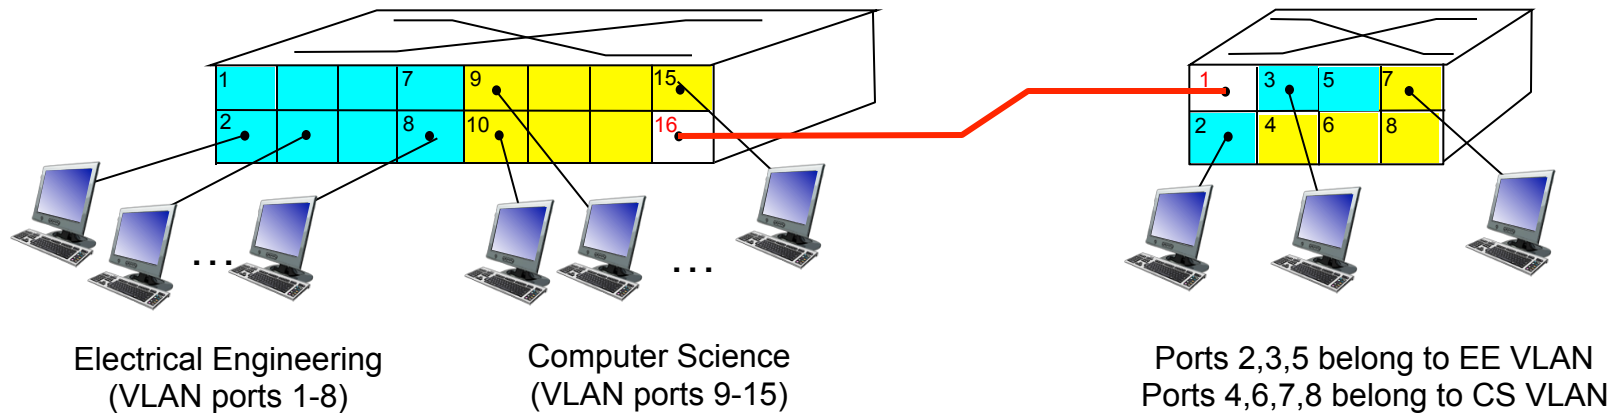 1 7 9 15
2 8 10 16
1 3 5 7
2 4 6 8
... ...
Electrical Engineering
(VLAN ports 1-8)
Computer Science
(VLAN ports 9-15)
Ports 2,3,5 belong to EE VLAN
Ports 4,6,7,8 belong to CS VLAN